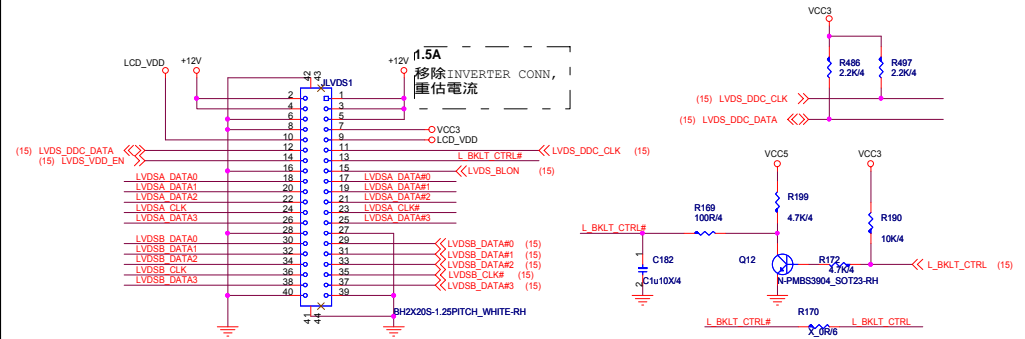 LCD_VDD
+12V
+12V
1.5A
移除INVERTER CONN,
重估電流
JLVDS1
42
43
2
1
4
3
6
5
8
7
VCC3
10
9
LCD_VDD
(15) LVDS_DDC_DATA
12
11
LVDS_DDC_CLK (15)
(15) LVDS_VDD_EN
14
13
L_BKLT_CTRL#
16
15
LVDS_BLON (15)
LVDSA_DATA0
18
17
LVDSA_DATA#0
LVDSA_DATA1
20
19
LVDSA_DATA#1
LVDSA_DATA2
22
21
LVDSA_DATA#2
LVDSA_CLK
24
23
LVDSA_CLK#
LVDSA_DATA3
26
25
LVDSA_DATA#3
28
27
LVDSB_DATA0
30
29
LVDSB_DATA#0 (15)
LVDSB_DATA1
32
31
LVDSB_DATA#1 (15)
LVDSB_DATA2
34
33
LVDSB_DATA#2 (15)
LVDSB_CLK
36
35
LVDSB_CLK# (15)
LVDSB_DATA3
38
37
LVDSB_DATA#3 (15)
40
39
41
44
BH2X20S-1.25PITCH_WHITE-RH
VCC3
R486
2.2K/4
R497
2.2K/4
(15) LVDS_DDC_CLK
(15) LVDS_DDC_DATA
VCC5
VCC3
R199
4.7K/4
R169
100R/4
R190
10K/4
L_BKLT_CTRL#
1
C182
2
C1u10X/4
Q12
R172
4.7K/4
L_BKLT_CTRL (15)
N-PMBS3904_SOT23-RH
L_BKLT_CTRL#
R170
L_BKLT_CTRL
X_0R/6